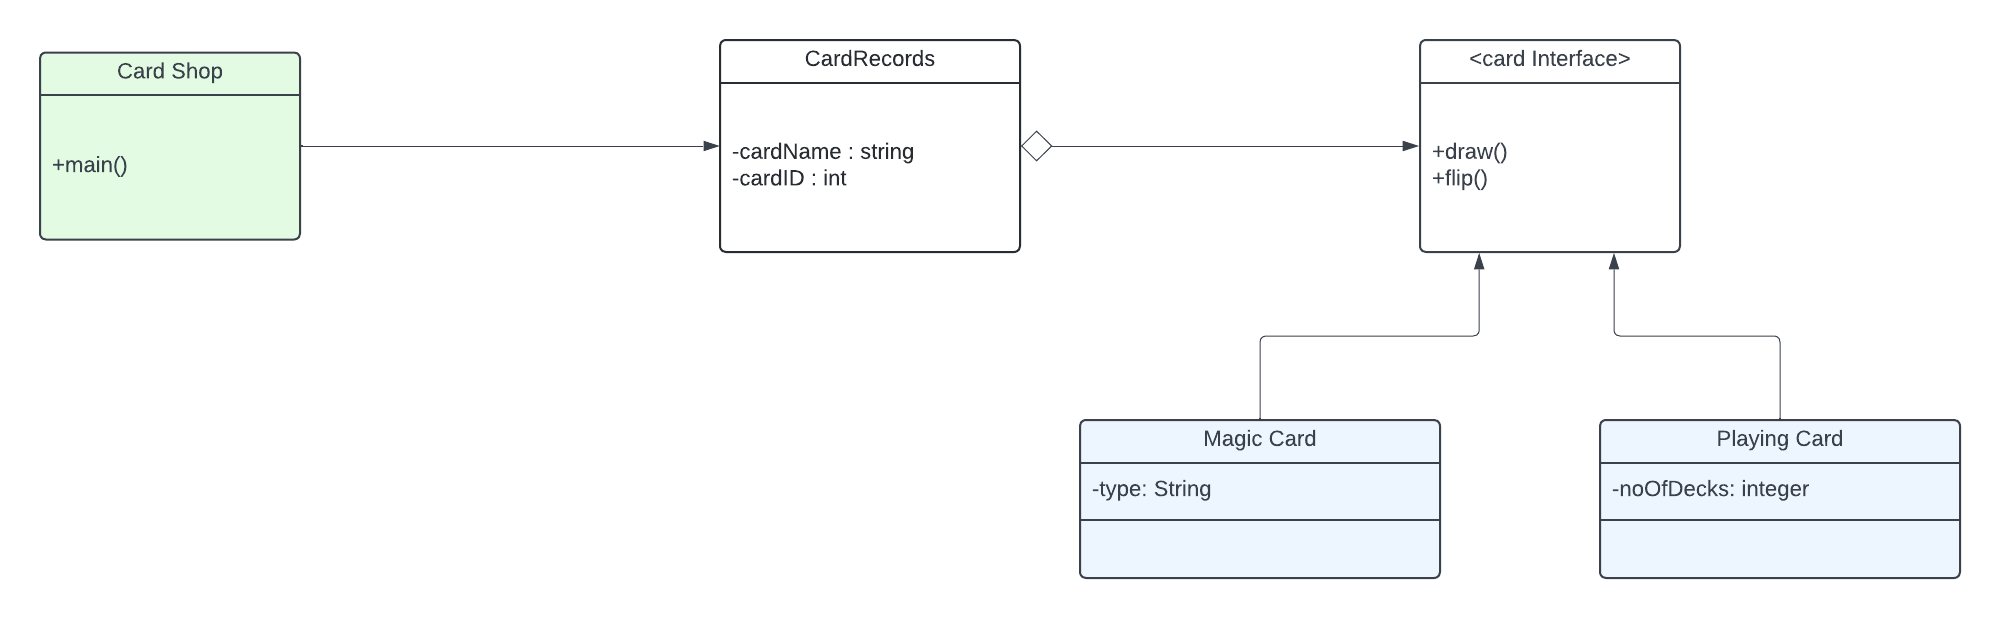 Card Shop
+main()
CardRecords
-cardName : string
-cardID : int
<card Interface>
+draw()
+flip()
Magic Card
-type: String
Playing Card
-noOfDecks: integer